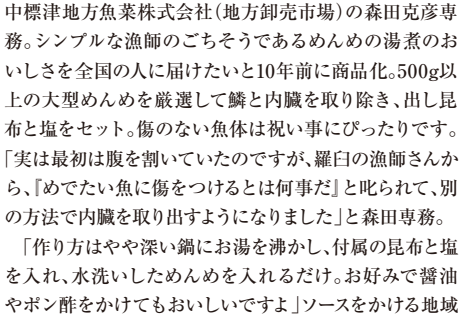 中標津地方魚菜株式会社（地方卸売市場）の森田克彦専
務。シンプルな漁師のごちそうであるめんめの湯煮のお
いしさを全国の人に届けたいと10年前に商品化。500g以
上の大型めんめを厳選して鱗と内臓を取り除き、出し昆
布と塩をセット。傷のない魚体は祝い事にぴったりです。
「実は最初は腹を割いていたのですが、羅臼の漁師さんか
ら、『めでたい魚に傷をつけるとは何事だ』と叱られて、別
の方法で内臓を取り出すようになりました」と森田専務。
「作り方はやや深い鍋にお湯を沸かし、付属の昆布と塩
を入れ、水洗いしためんめを入れるだけ。お好みで醤油
やポン酢をかけてもおいしいですよ」ソースをかける地域